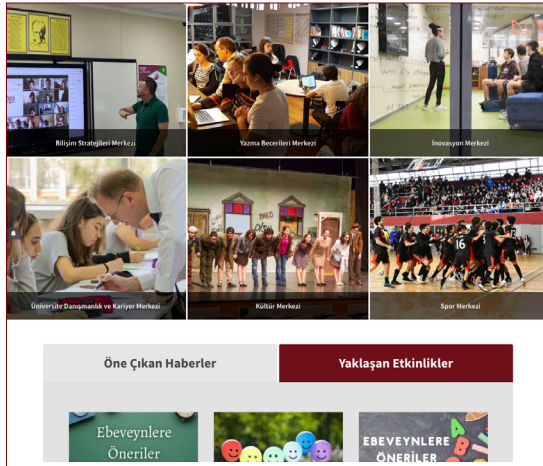 Bilişim Stratejileri Merkezi
Yazma Becerileri Merkezi
İnovasyon Merkezi
Üniversite Danışmanlık ve Kariyer Merkezi
Kültür Merkezi
Spor Merkezi
Öne Çıkan Haberler
Yaklaşan Etkinlikler
Ebeveynlere
Öneriler
EBEVEYNLERE
ÖNERİLER